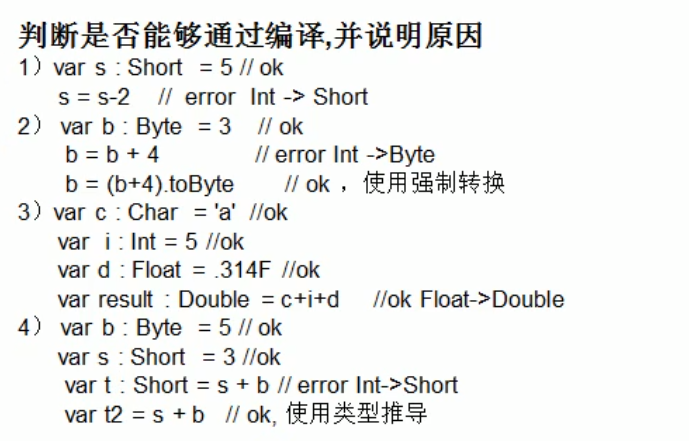 判断是否能够通过编译,并说明原因
1）var s : Short = 5 // ok
s = s-2 // error Int -> Short
2） var b : Byte = 3 // ok
b = b + 4 // error Int ->Byte
b = (b+4).toByte // ok ，使用强制转换
3）var c : Char = 'a' //ok
var i : Int = 5 //ok
var d : Float = .314F //ok
var result : Double = c+i+d //ok Float->Double
4） var b : Byte = 5 // ok
var s : Short = 3 //ok
var t : Short = s + b // error Int->Short
var t2 = s + b // ok, 使用类型推导